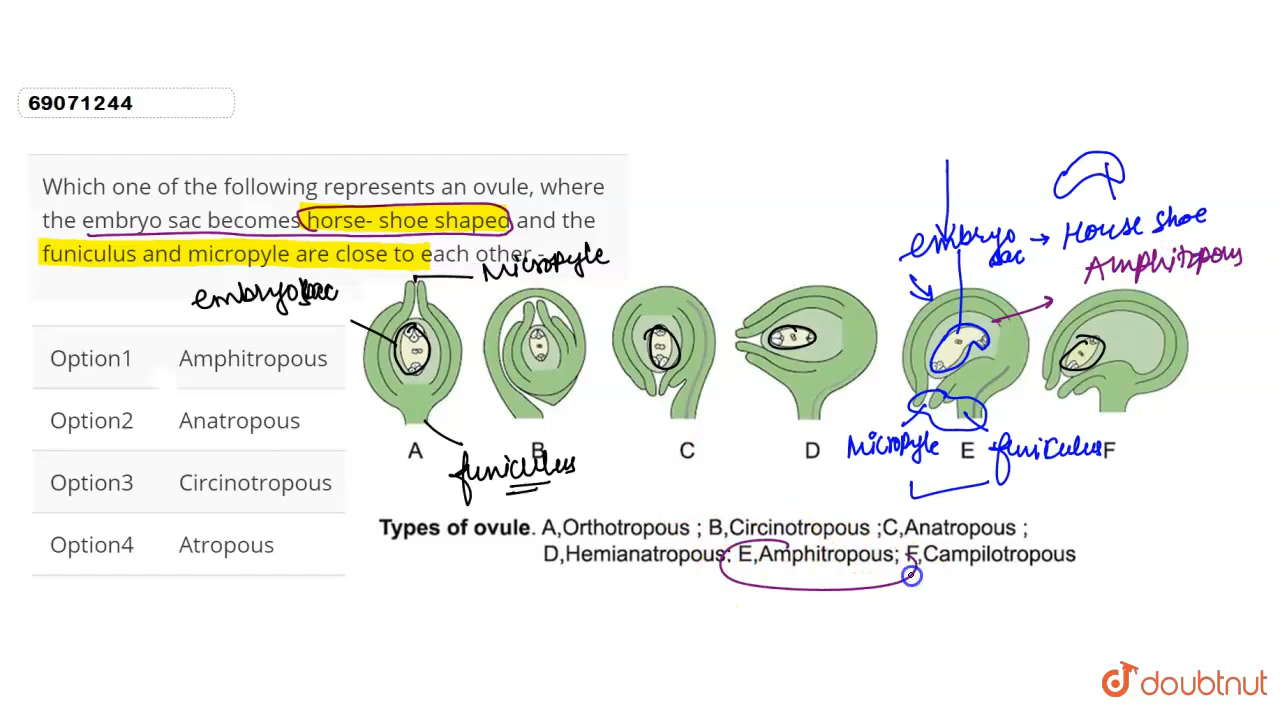 69071244
Which one of the following represents an ovule, where
the embryo sac becomes horse- shoe shaped and the
funiculus and micropyle are close to each other -
Option1 Amphitropous
Option2 Anatropous
Option3 Circinotropous
Option4 Atropous
embryo sac
Micropyle
funiculus
embryo sac → House shoe
Amphitropous
Micropyle
funiculus
A B C D E F
Types of ovule. A,Orthotropous ; B,Circinotropous ;C,Anatropous ;
D,Hemianatropous; E,Amphitropous; F,Campilotropous
doubtnut